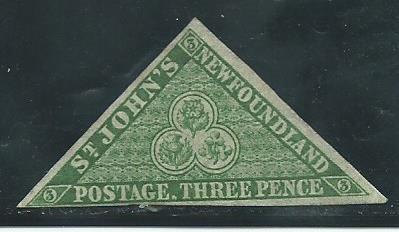 3
ST JOHN'S
NEWFOUNDLAND
3
POSTAGE. THREE PENCE
3